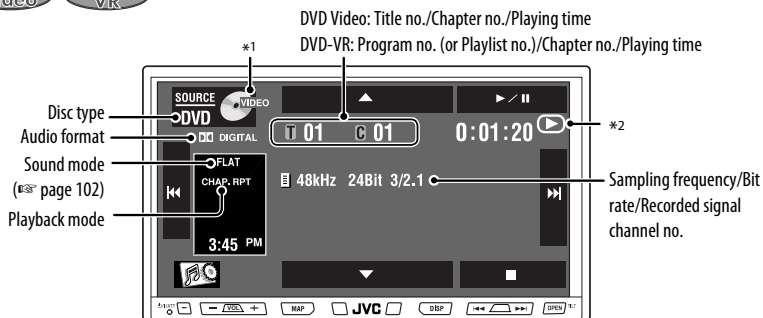 VR
DVD Video: Title no./Chapter no./Playing time
DVD-VR: Program no. (or Playlist no.)/Chapter no./Playing time
*1
Disc type
Audio format
Sound mode
(☞ page 102)
Playback mode
SOURCE
VIDEO
DVD
DIGITAL
FLAT
CHAP. RPT
3:45 PM
T 01 C 01 0:01:20
48kHz 24Bit 3/2.1
*2
Sampling frequency/Bit
rate/Recorded signal
channel no.
VOL
MAP
JVC
DISP
OPEN
TILT